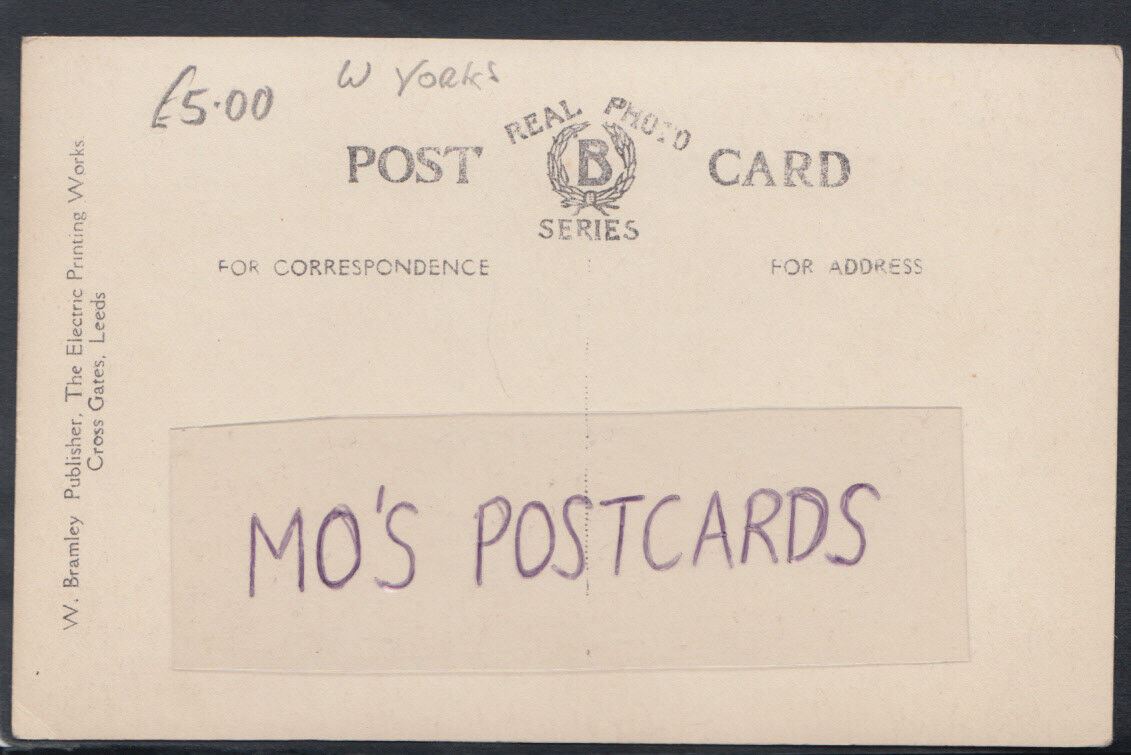 £5.00
W Yorks
REAL PHOTO
POST B CARD
SERIES
FOR CORRESPONDENCE
FOR ADDRESS
W. Bramley Publisher, The Electric Printing Works
Cross Gates, Leeds
MO'S POSTCARDS